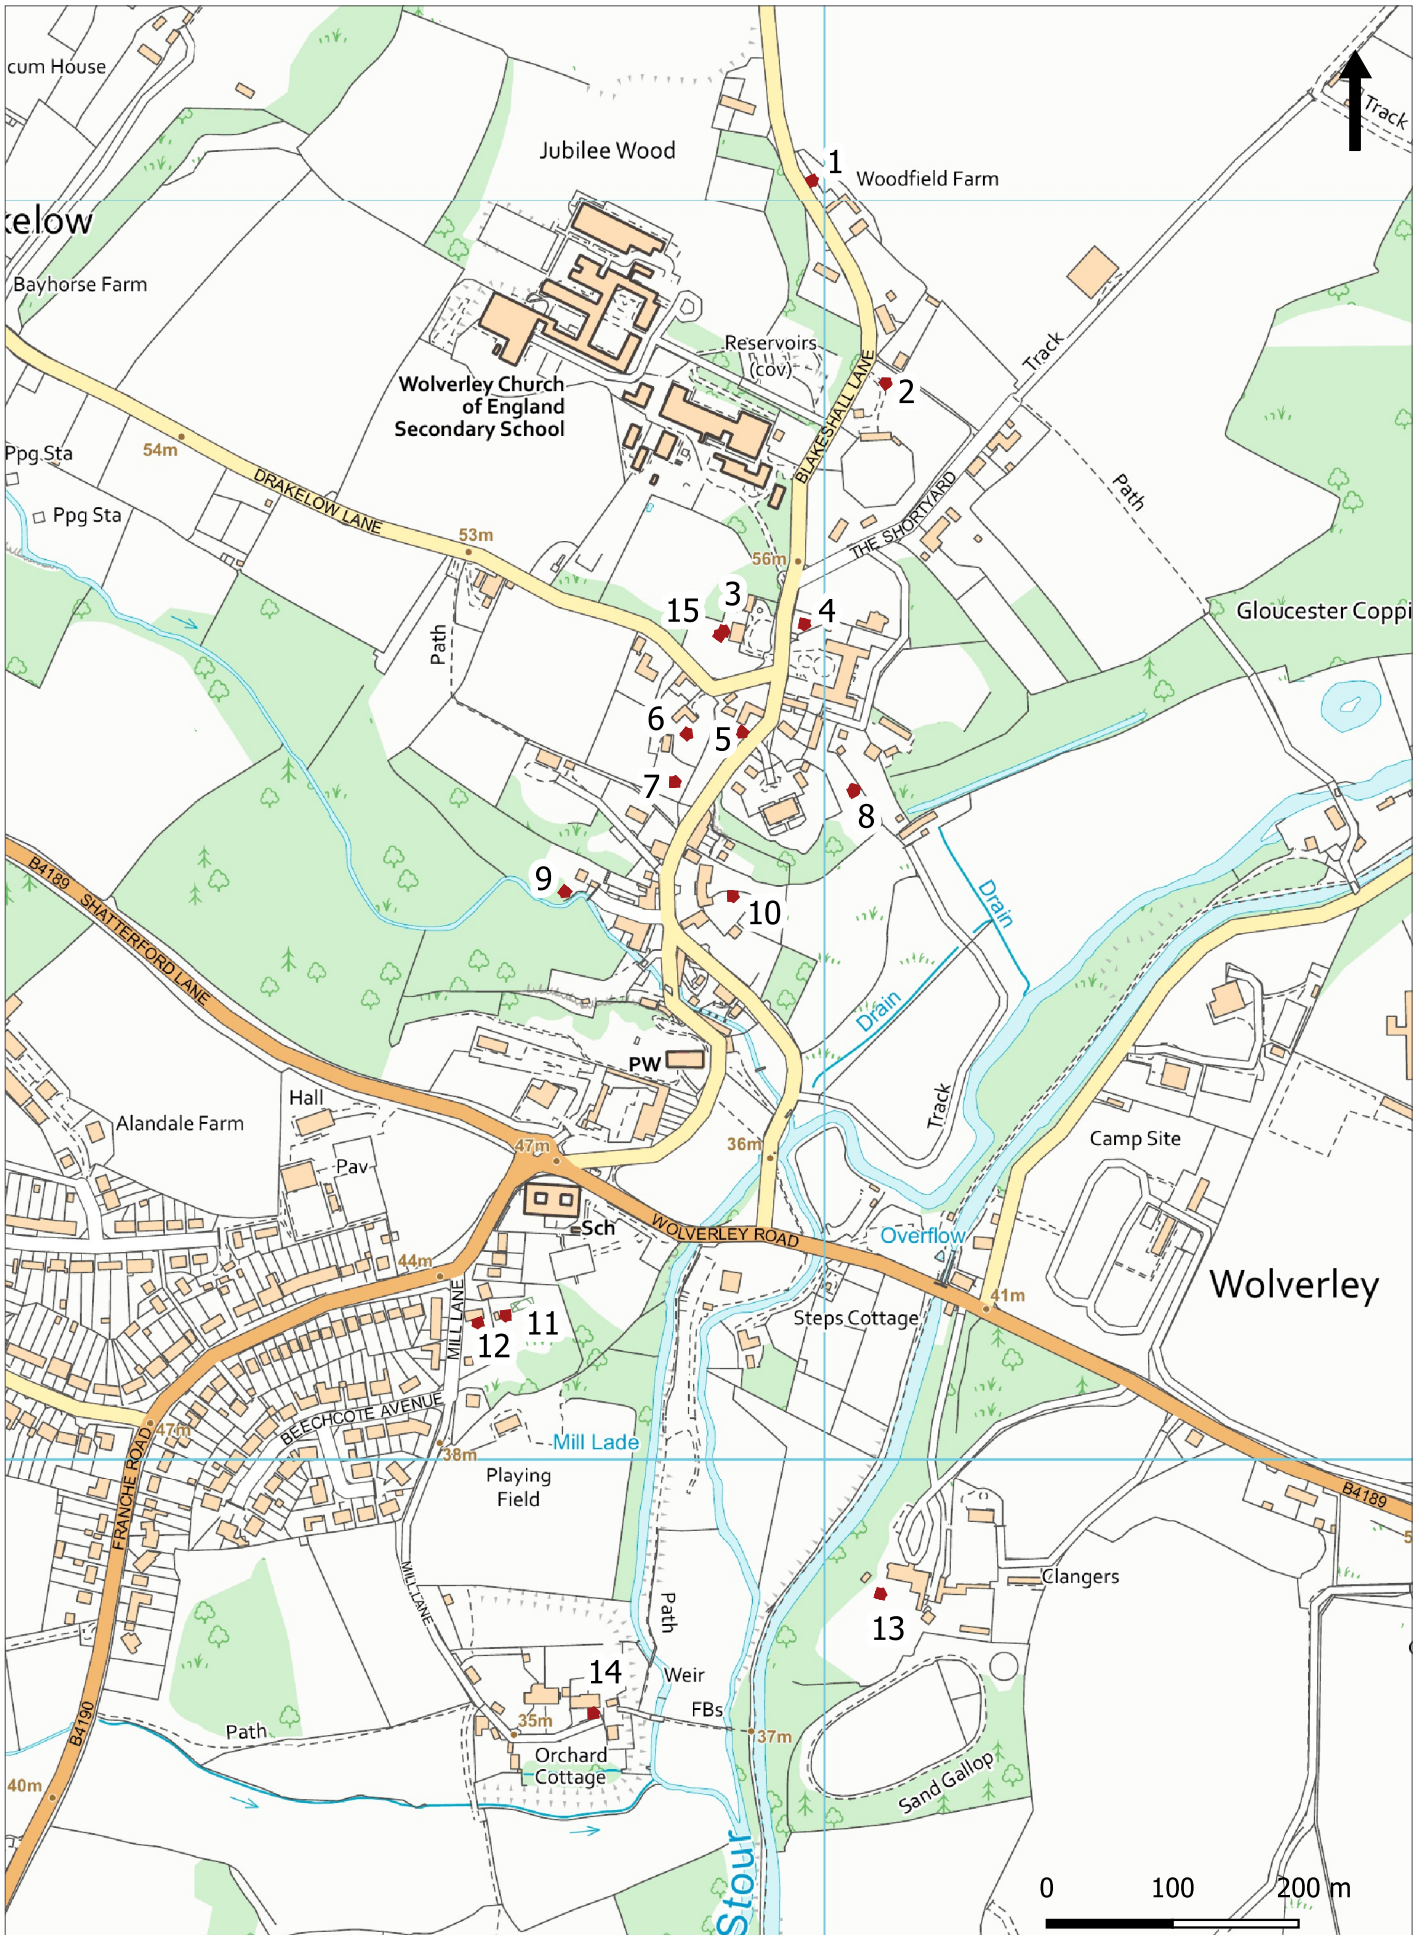 cum House
Track
Jubilee Wood
1
Woodfield Farm
kelow
Bayhorse Farm
Reservoirs
(cov)
Track
Wolverley Church
of England
Secondary School
2
BLAKESHALL LANE
54m
Ppg Sta
DRAKELOW LANE
Path
Ppg Sta
53m
56m
THE SHORTYARD
3
15
4
Gloucester Coppi
Path
6
5
7
8
B4189
SHATTERFORD LANE
9
10
Drain
Drain
PW
Hall
Alandale Farm
Track
Camp Site
47m
36m
Pav
Sch
WOLVERLEY ROAD
Overflow
44m
Wolverley
41m
MILL LANE
11
12
Steps Cottage
BEECHCOTE AVENUE
47m
38m
Mill Lade
FRANCHE ROAD
Playing
Field
B4189
5
MILL LANE
Clangers
Path
13
14
Weir
FBs
B4190
Path
35m
37m
Orchard
Cottage
Sand Gallop
40m
Stour
0 100 200 m